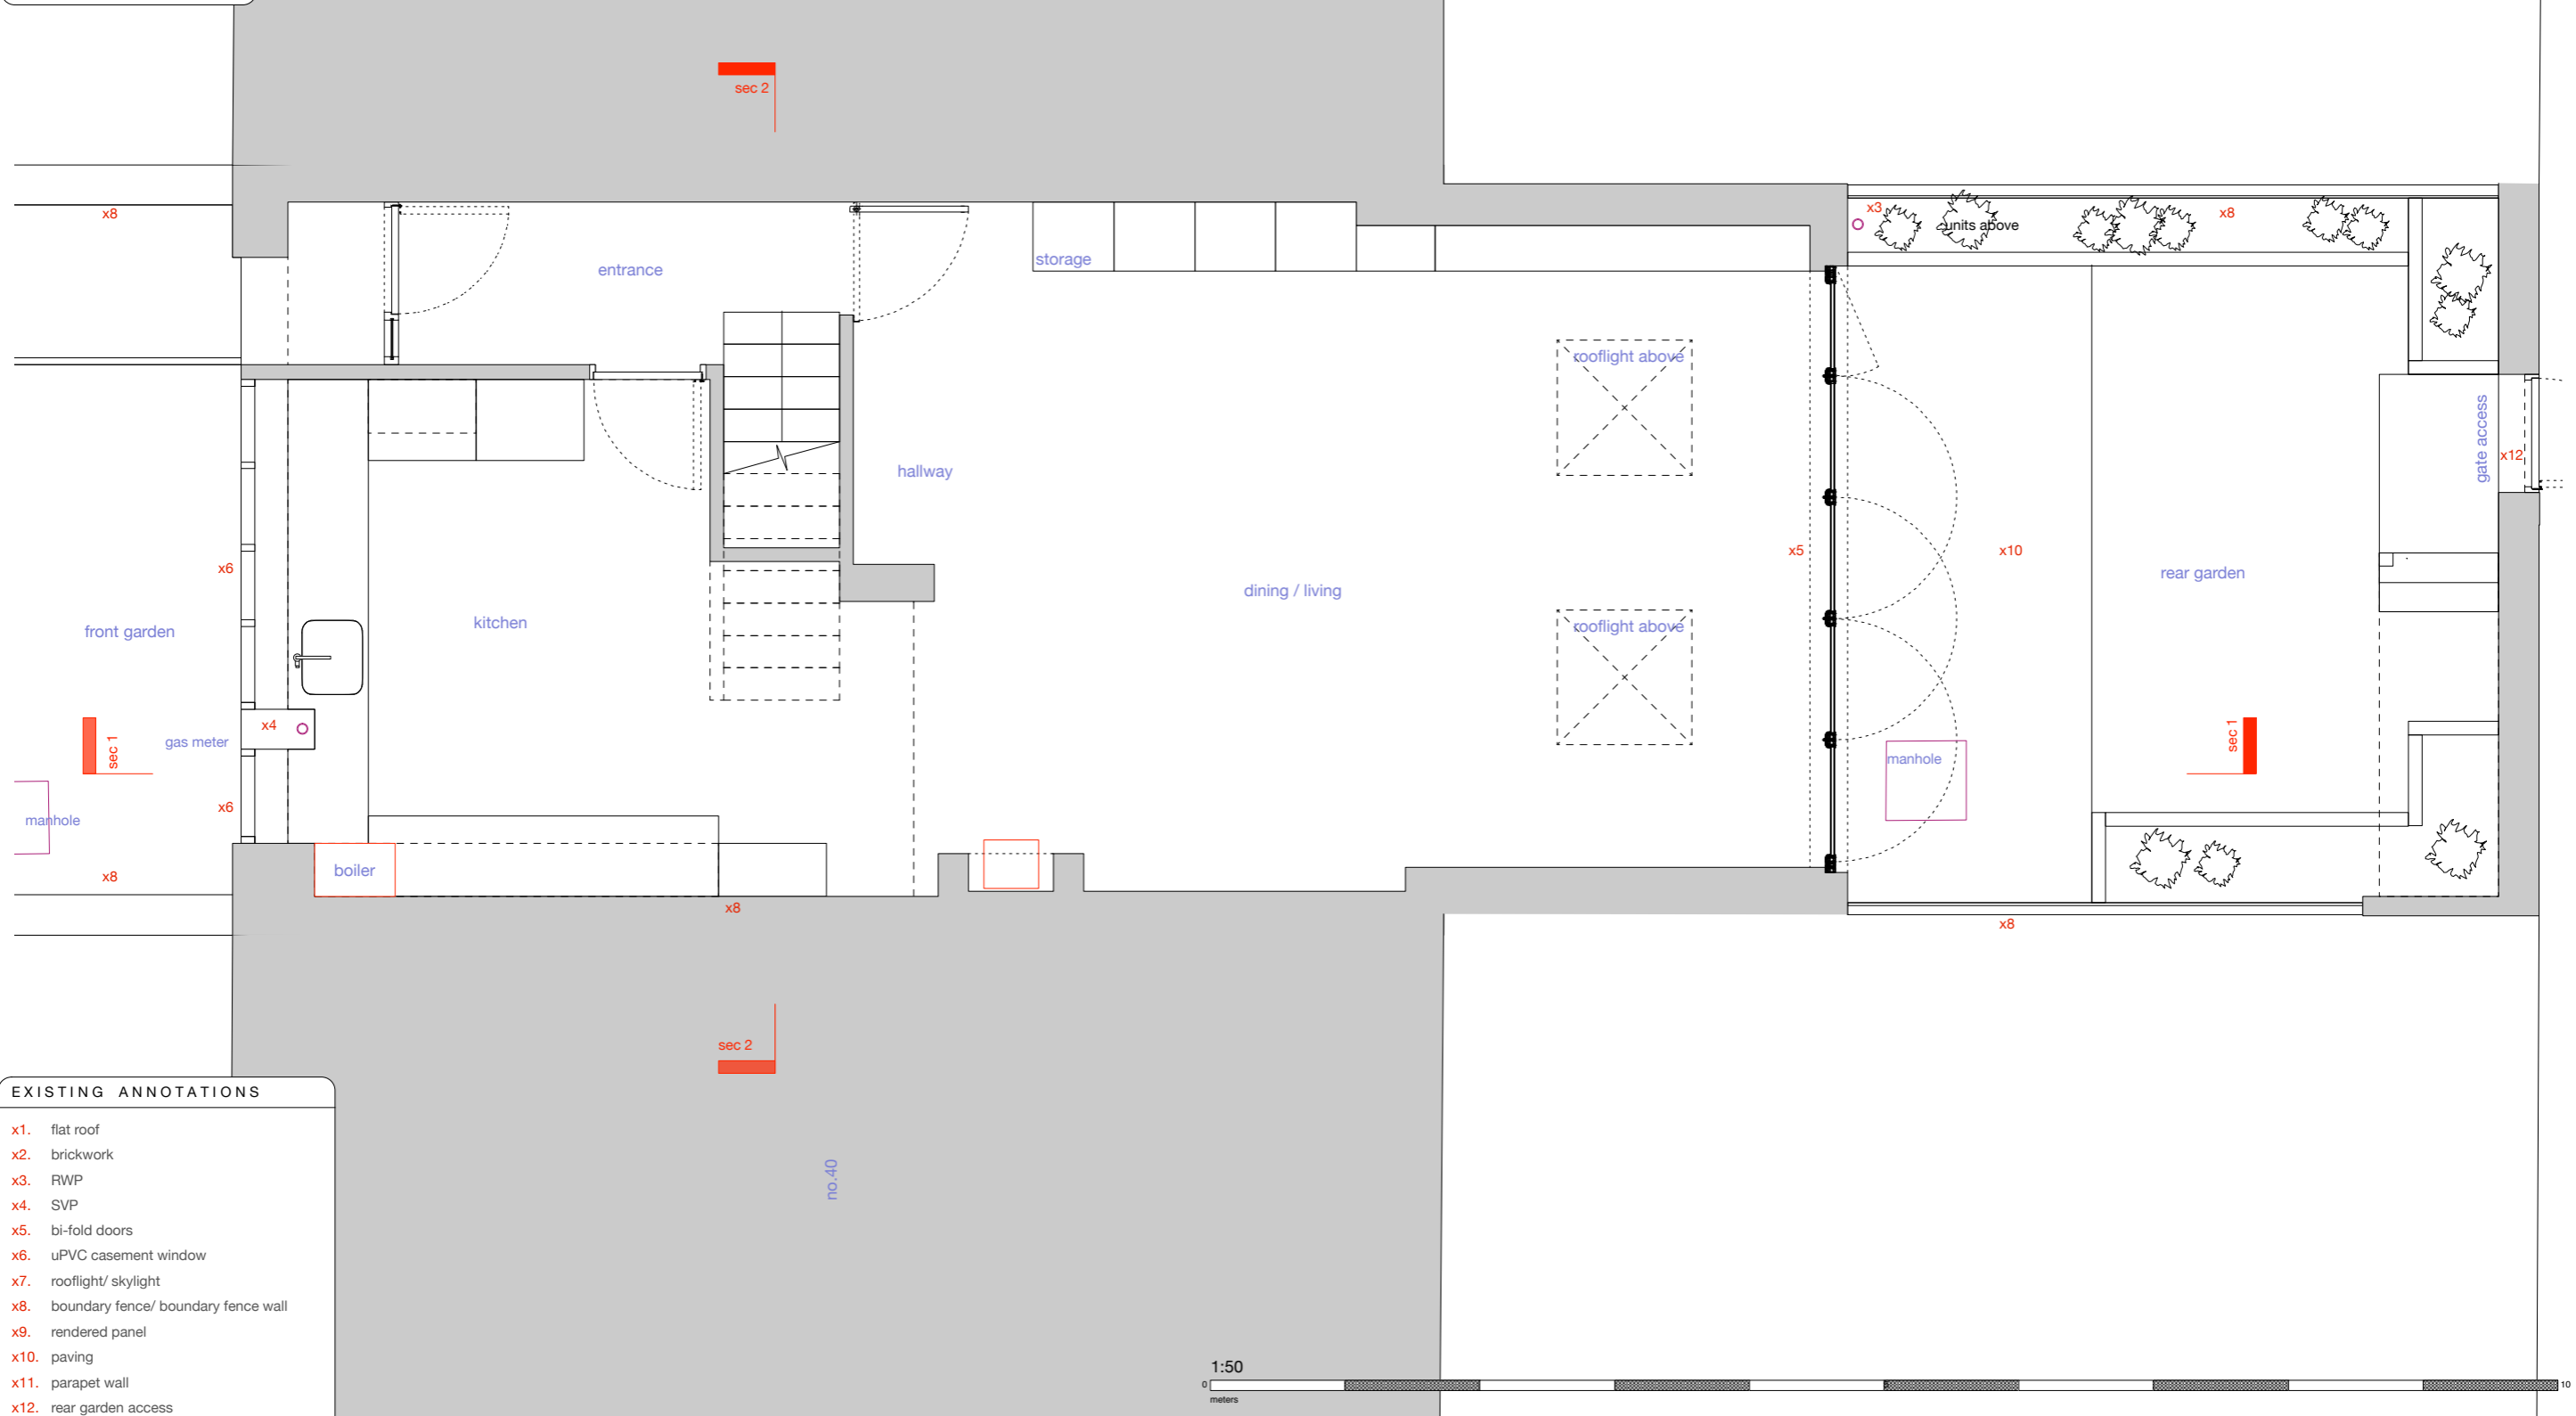 sec 2
x8
entrance
storage
x3
units above
x8
rooflight above
gate access
x12
hallway
x5
x10
rear garden
x6
dining / living
front garden
kitchen
rooflight above
x4
gas meter
sec 1
sec 1
manhole
x6
manhole
boiler
x8
x8
x8
sec 2
no.40
EXISTING ANNOTATIONS
x1. flat roof
x2. brickwork
x3. RWP
x4. SVP
x5. bi-fold doors
x6. uPVC casement window
x7. rooflight/ skylight
x8. boundary fence/ boundary fence wall
x9. rendered panel
x10. paving
x11. parapet wall
x12. rear garden access
1:50
0
10
meters